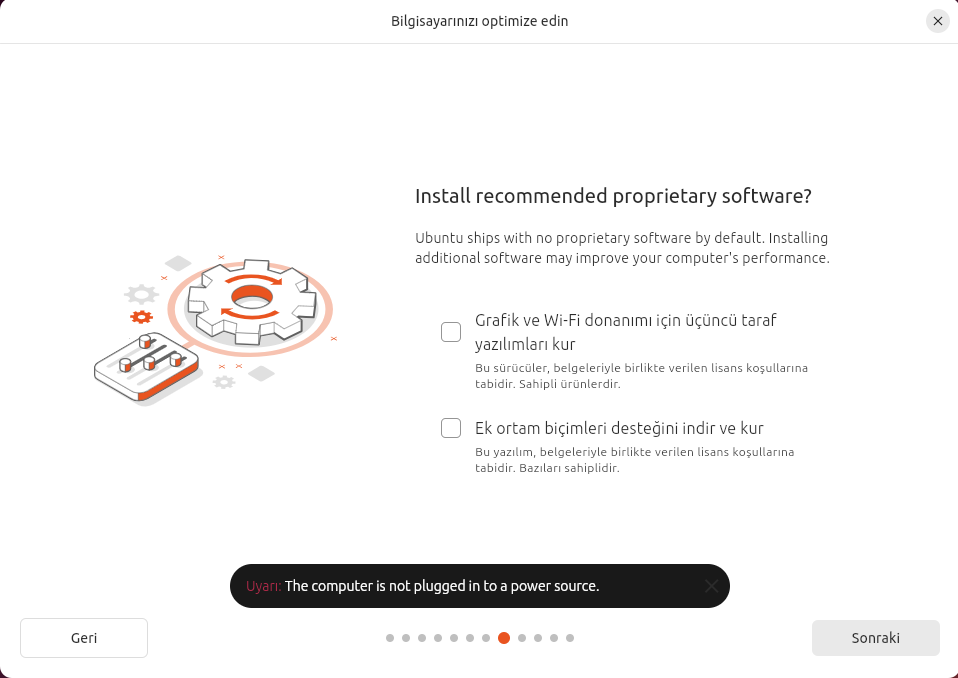 Bilgisayarınızı optimize edin
Install recommended proprietary software?
Ubuntu ships with no proprietary software by default. Installing
additional software may improve your computer's performance.
Grafik ve Wi-Fi donanımı için üçüncü taraf
yazılımları kur
Bu sürücüler, belgeleriyle birlikte verilen lisans koşullarına
tabidir. Sahipli ürünlerdir.
Ek ortam biçimleri desteğini indir ve kur
Bu yazılım, belgeleriyle birlikte verilen lisans koşullarına
tabidir. Bazıları sahiplidir.
Uyarı: The computer is not plugged in to a power source.
Geri
Sonraki